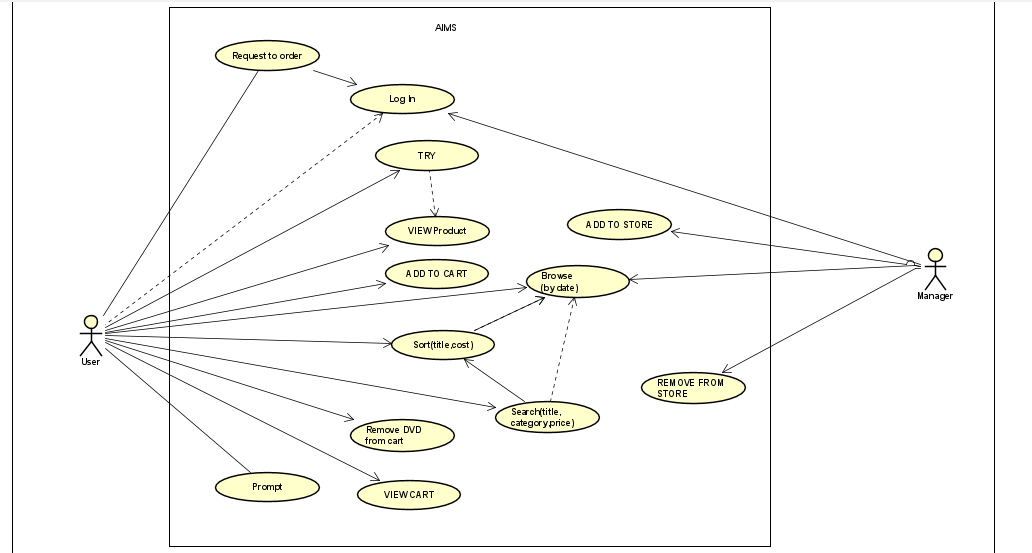 AIMS
Request to order
Log In
TRY
VIEW Product
ADD TO STORE
ADD TO CART
Browse
(by date)
Manager
User
Sort(title,cost)
REMOVE FROM
STORE
Search(title,
category,price)
Remove DVD
from cart
Prompt
VIEW CART